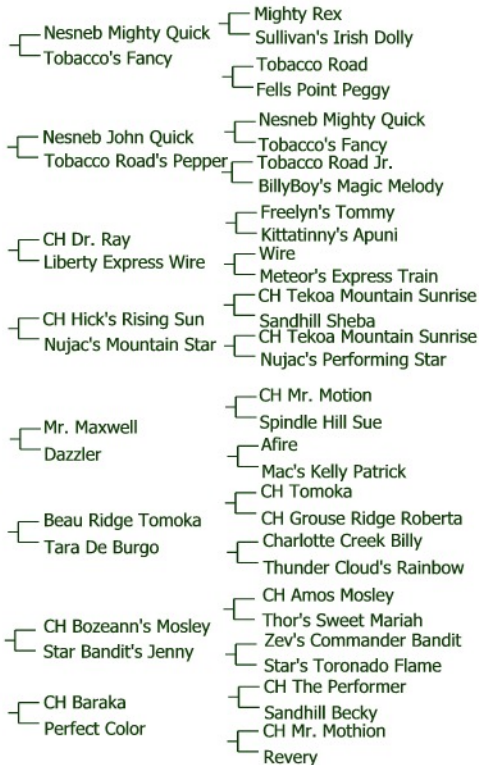 Mighty Rex
Nesneb Mighty Quick
Sullivan's Irish Dolly
Tobacco's Fancy
Tobacco Road
Fells Point Peggy
Nesneb Mighty Quick
Nesneb John Quick
Tobacco's Fancy
Tobacco Road's Pepper
Tobacco Road Jr.
BillyBoy's Magic Melody
Freelyn's Tommy
CH Dr. Ray
Kittatinny's Apuni
Liberty Express Wire
Wire
Meteor's Express Train
CH Tekoa Mountain Sunrise
CH Hick's Rising Sun
Sandhill Sheba
Nujac's Mountain Star
CH Tekoa Mountain Sunrise
Nujac's Performing Star
CH Mr. Motion
Mr. Maxwell
Spindle Hill Sue
Dazzler
Afire
Mac's Kelly Patrick
CH Tomoka
Beau Ridge Tomoka
CH Grouse Ridge Roberta
Tara De Burgo
Charlotte Creek Billy
Thunder Cloud's Rainbow
CH Amos Mosley
CH Bozeann's Mosley
Thor's Sweet Mariah
Star Bandit's Jenny
Zev's Commander Bandit
Star's Toronado Flame
CH The Performer
CH Baraka
Sandhill Becky
Perfect Color
CH Mr. Mothion
Revery